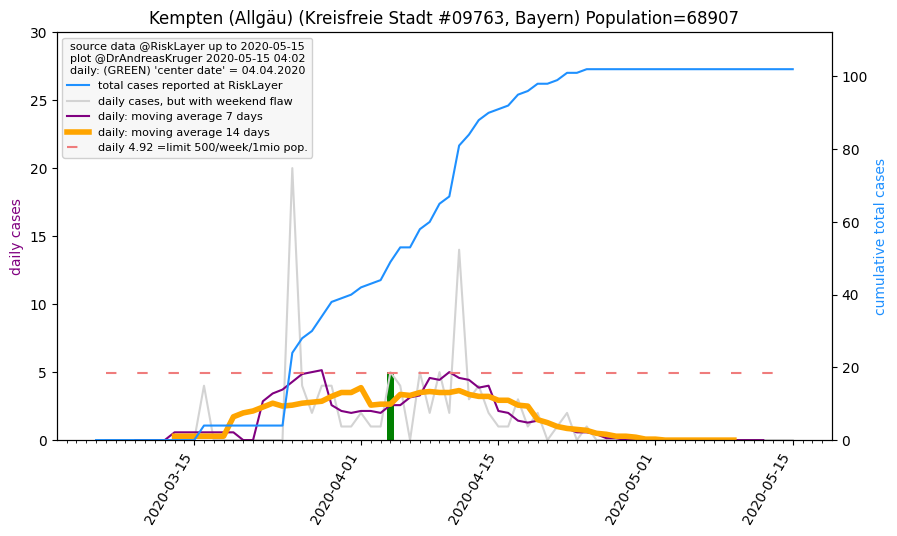 Kempten (Allgäu) (Kreisfreie Stadt #09763, Bayern) Population=68907
source data @RiskLayer up to 2020-05-15
plot @DrAndreasKruger 2020-05-15 04:02
daily: (GREEN) 'center date' = 04.04.2020
total cases reported at RiskLayer
daily cases, but with weekend flaw
daily: moving average 7 days
daily: moving average 14 days
daily 4.92 =limit 500/week/1mio pop.
daily cases
30
25
20
15
10
5
0
cumulative total cases
100
80
60
40
20
0
2020-03-15
2020-04-01
2020-04-15
2020-05-01
2020-05-15